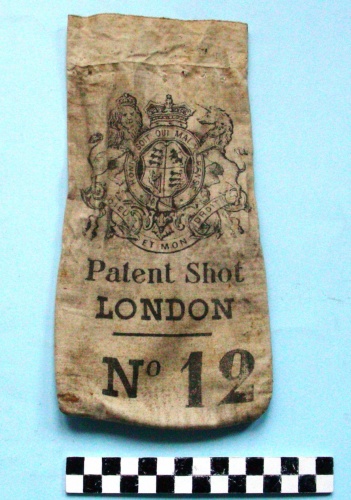 SOIT QUI MAL
ET MON
Patent Shot
LONDON
Nº 12